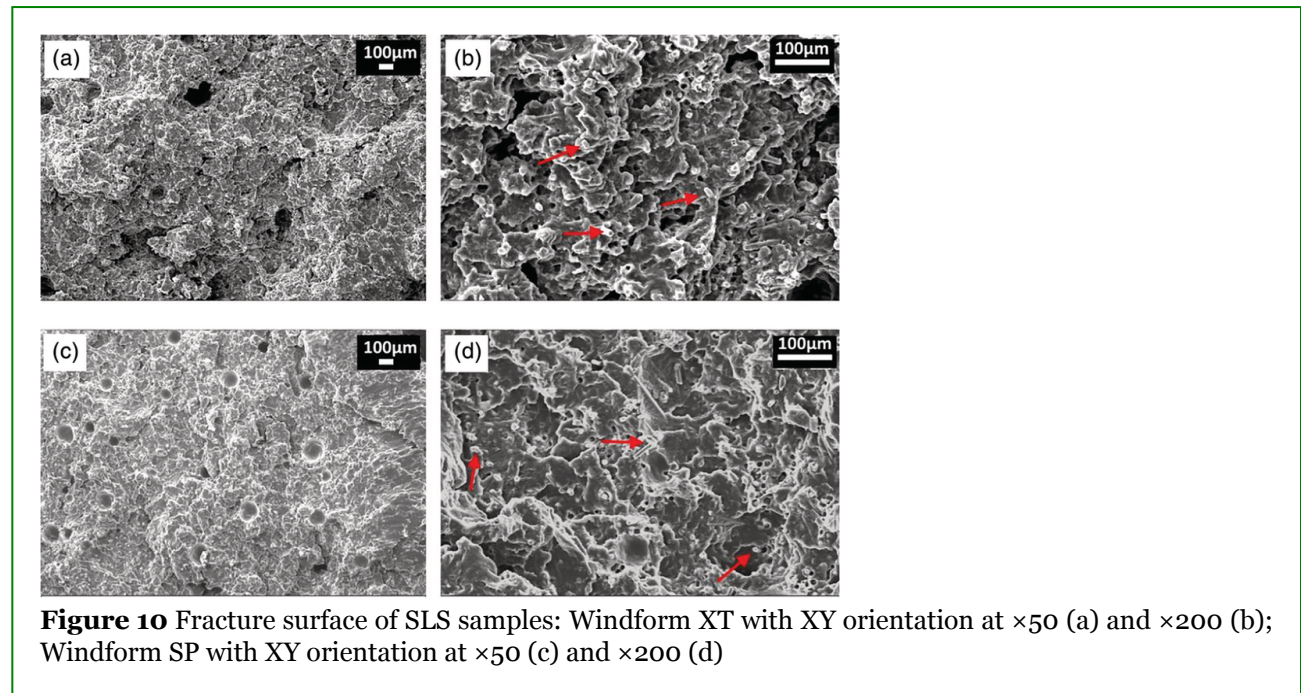 (a)
100µm
(b)
100µm
(c)
100µm
(d)
100µm
Figure 10 Fracture surface of SLS samples: Windform XT with XY orientation at ×50 (a) and ×200 (b);
Windform SP with XY orientation at ×50 (c) and ×200 (d)